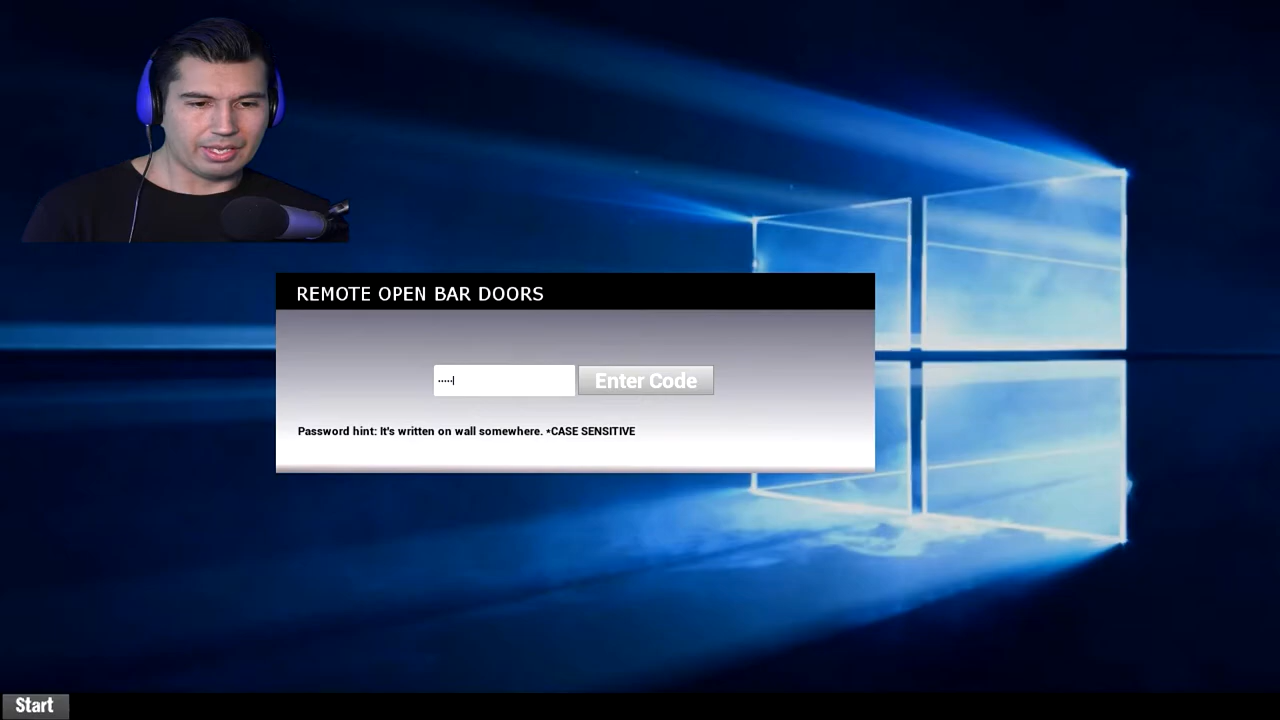 REMOTE OPEN BAR DOORS
•••••
Enter Code
Password hint: It's written on wall somewhere. *CASE SENSITIVE
Start